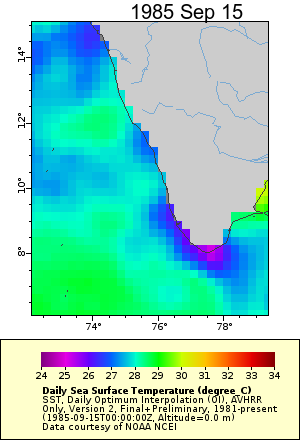 1985 Sep 15
14°
12°
10°
8°
74° 76° 78°
24 25 26 27 28 29 30 31 32 33 34
Daily Sea Surface Temperature (degree_C)
SST, Daily Optimum Interpolation (OI), AVHRR
Only, Version 2, Final+Preliminary, 1981-present
(1985-09-15T00:00:00Z, Altitude=0.0 m)
Data courtesy of NOAA NCEI